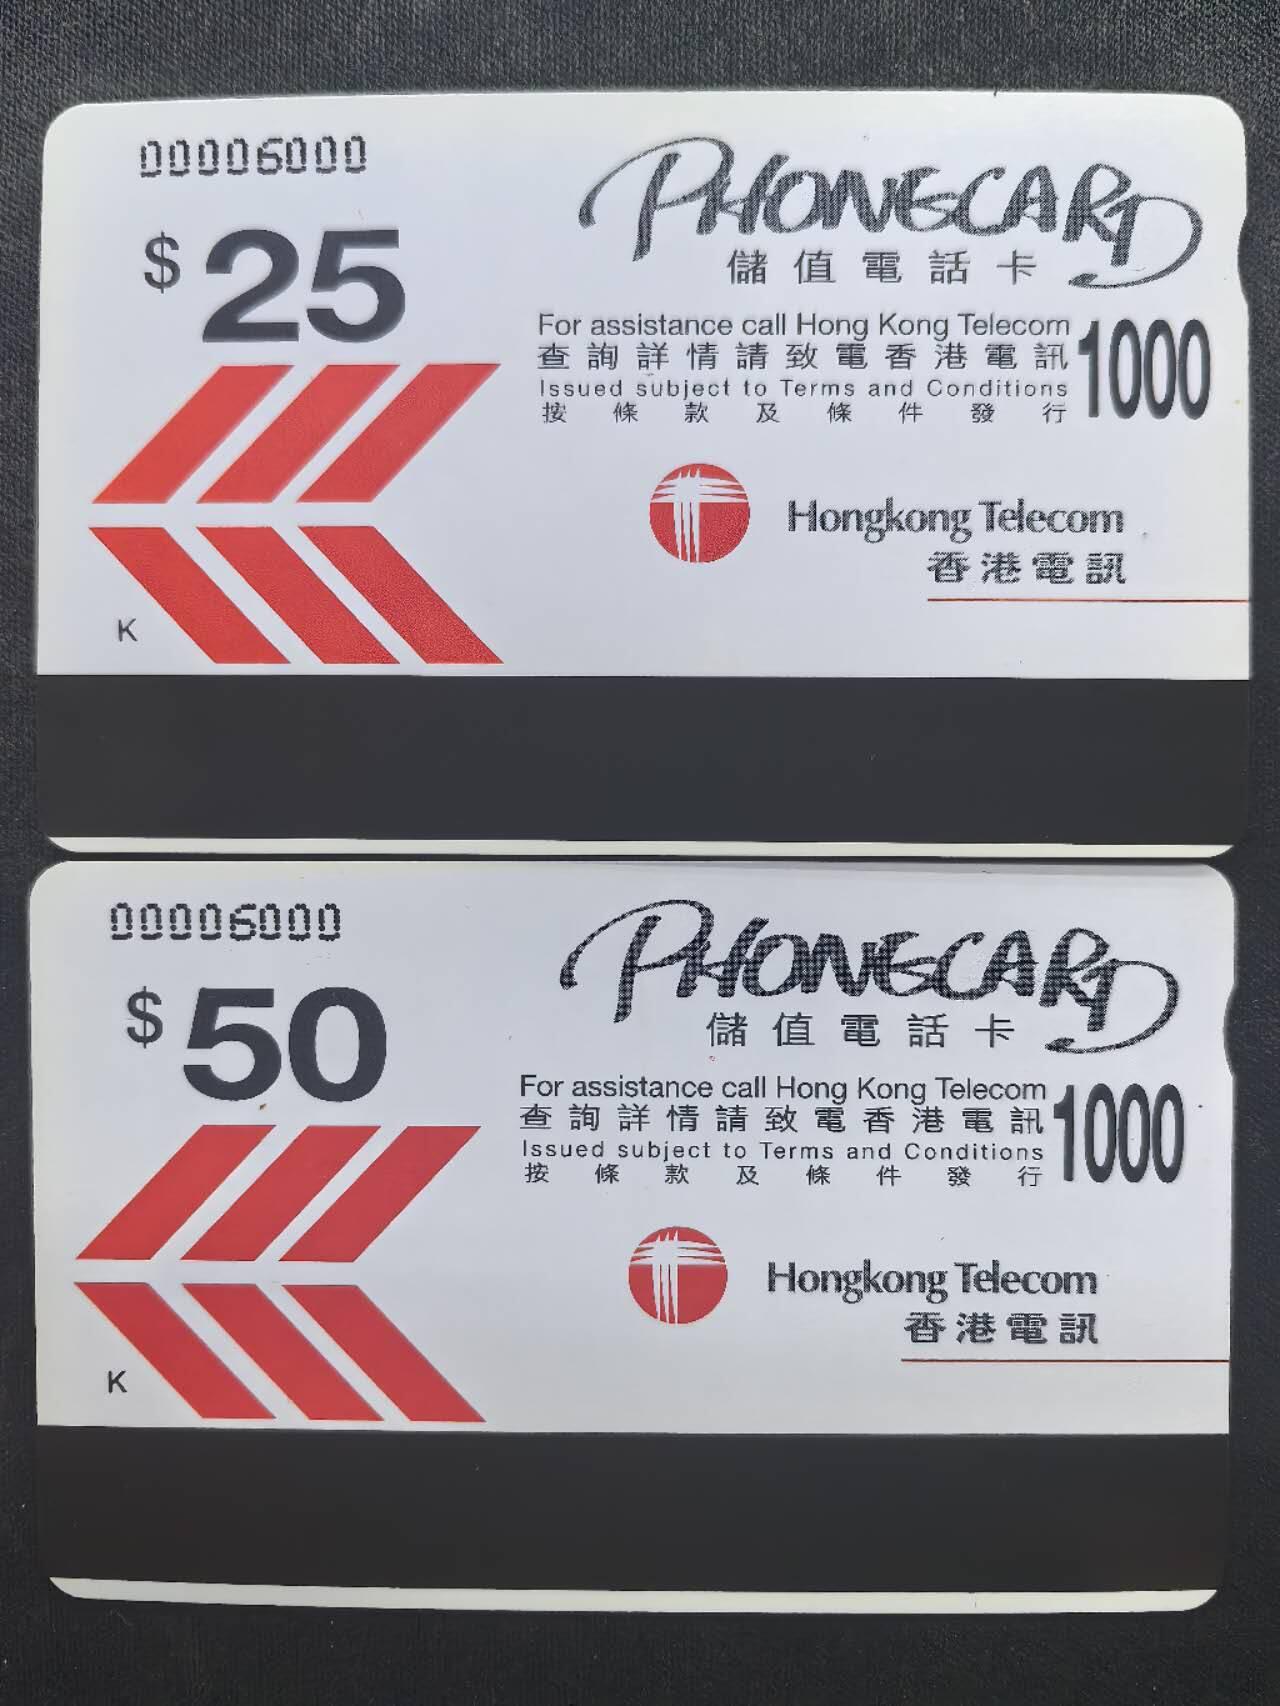 00006000
$25
PHONECARD
儲值電話卡
For assistance call Hong Kong Telecom
查詢詳情請致電香港電訊
1000
Issued subject to Terms and Conditions
按條款及條件發行
Hongkong Telecom
香港電訊
K
00006000
$50
PHONECARD
儲值電話卡
For assistance call Hong Kong Telecom
查詢詳情請致電香港電訊
1000
Issued subject to Terms and Conditions
按條款及條件發行
Hongkong Telecom
香港電訊
K